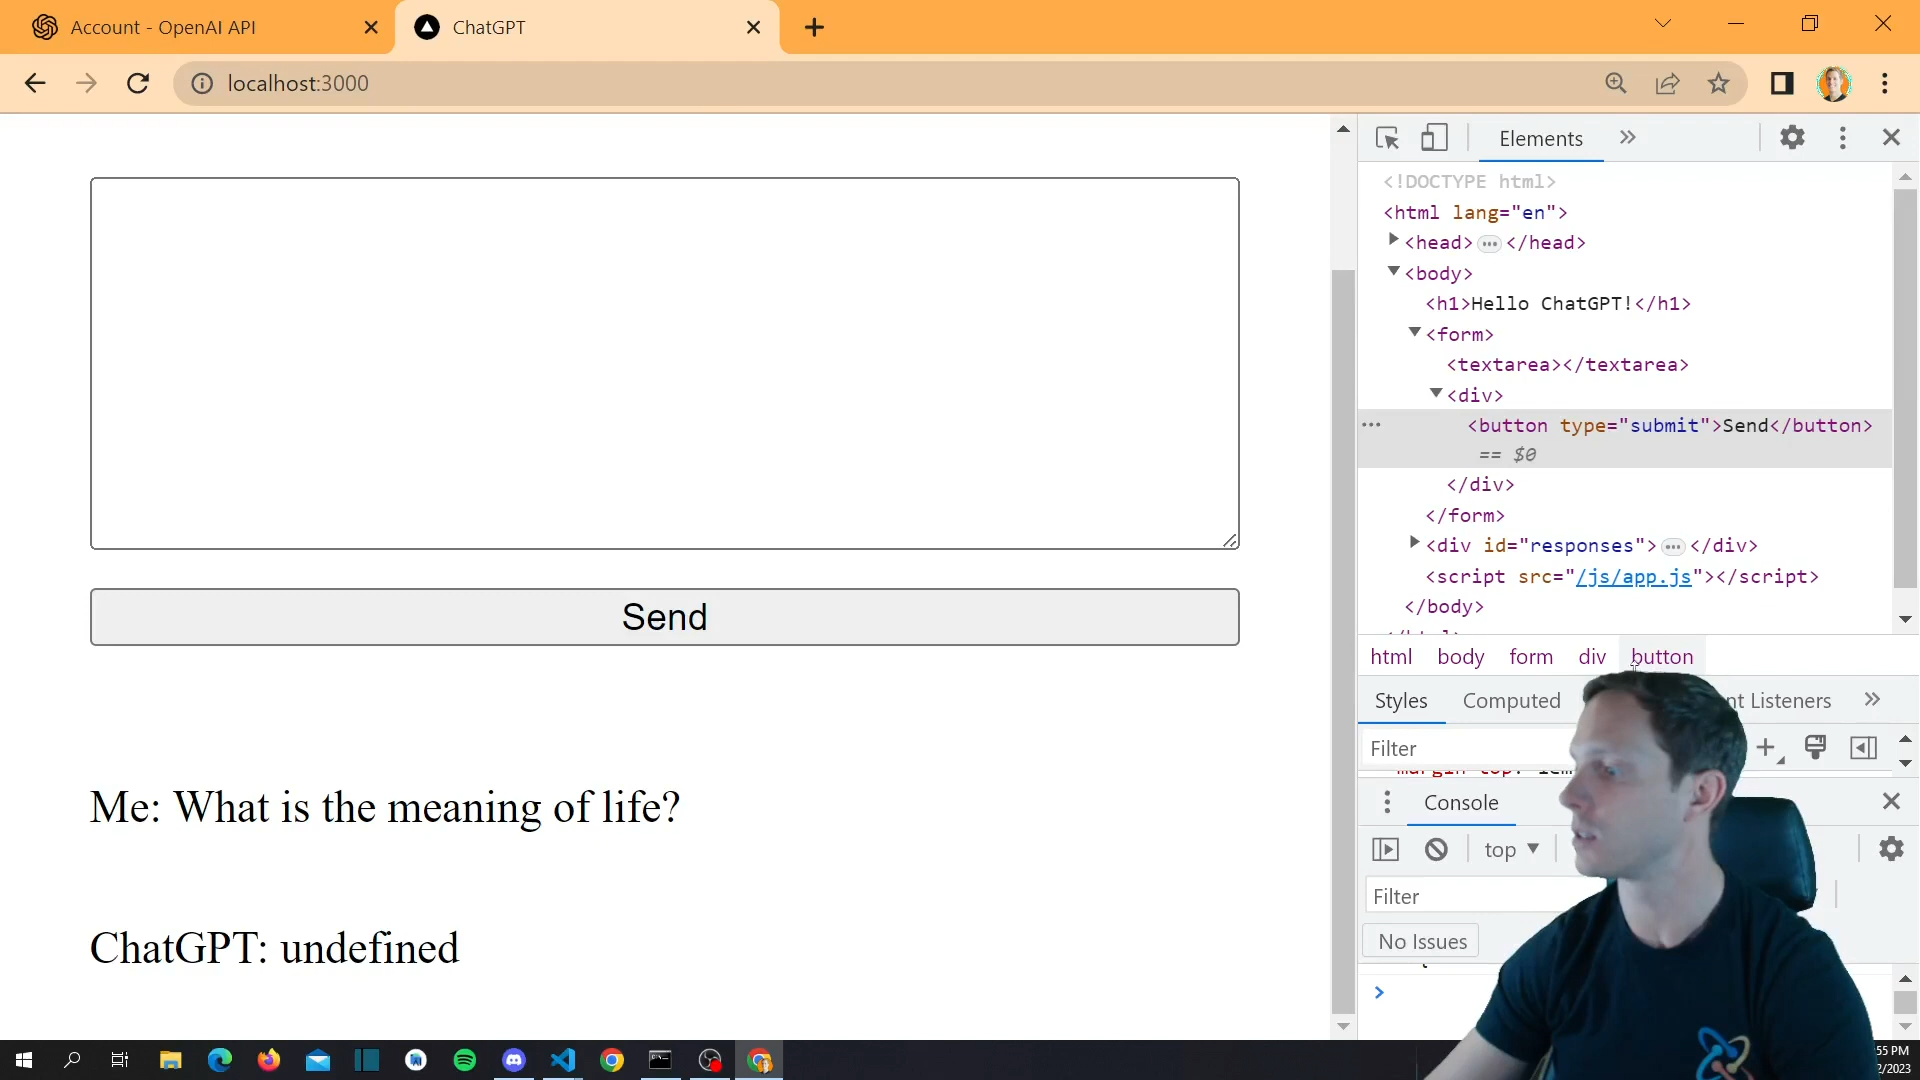 Account - OpenAI API
ChatGPT
localhost:3000
Elements
<!DOCTYPE html>
<html lang="en">
<head> ••• </head>
<body>
<h1>Hello ChatGPT!</h1>
<form>
<textarea></textarea>
<div>
••• <button type="submit">Send</button>
== $0
</div>
</form>
<div id="responses"> ••• </div>
<script src="/js/app.js"></script>
</body>
html body form div button
Styles Computed nt Listeners
Filter
Console
top
Filter
No Issues
Send
Me: What is the meaning of life?
ChatGPT: undefined
55 PM
2/2023